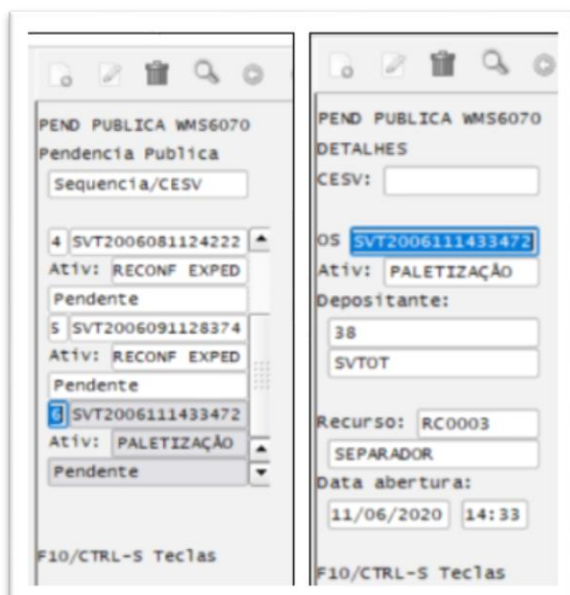 PEND PUBLICA WMS6070
Pendencia Publica
Sequencia/CESV
4 SVT2006081124222
Ativ: RECONF EXPED
Pendente
5 SVT2006091128374
Ativ: RECONF EXPED
Pendente
6 SVT2006111433472
Ativ: PALETIZAÇÃO
Pendente
F10/CTRL-S Teclas
PEND PUBLICA WMS6070
DETALHES
CESV:
OS SVT2006111433472
Ativ: PALETIZAÇÃO
Depositante:
38
SVTOT
Recurso: RC0003
SEPARADOR
Data abertura:
11/06/2020 14:33
F10/CTRL-S Teclas